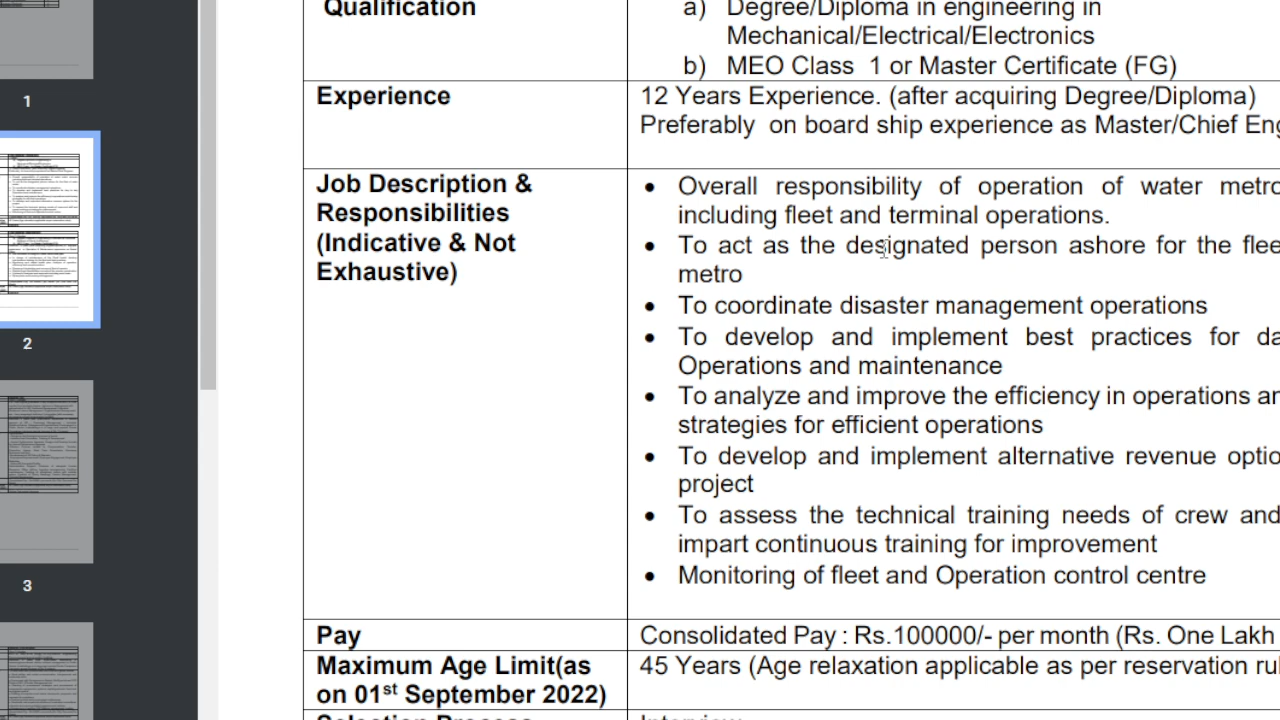 Qualification
a) Degree/Diploma in engineering in
Mechanical/Electrical/Electronics
b) MEO Class 1 or Master Certificate (FG)
1
Experience
12 Years Experience. (after acquiring Degree/Diploma)
Preferably on board ship experience as Master/Chief Eng
Job Description &
Responsibilities
(Indicative & Not
Exhaustive)
• Overall responsibility of operation of water metro
including fleet and terminal operations.
• To act as the designated person ashore for the flee
metro
• To coordinate disaster management operations
• To develop and implement best practices for da
Operations and maintenance
• To analyze and improve the efficiency in operations an
strategies for efficient operations
• To develop and implement alternative revenue optio
project
• To assess the technical training needs of crew and
impart continuous training for improvement
• Monitoring of fleet and Operation control centre
2
3
Pay
Consolidated Pay : Rs.100000/- per month (Rs. One Lakh
Maximum Age Limit(as
on 01st September 2022)
45 Years (Age relaxation applicable as per reservation rul
Selection Process
Interview